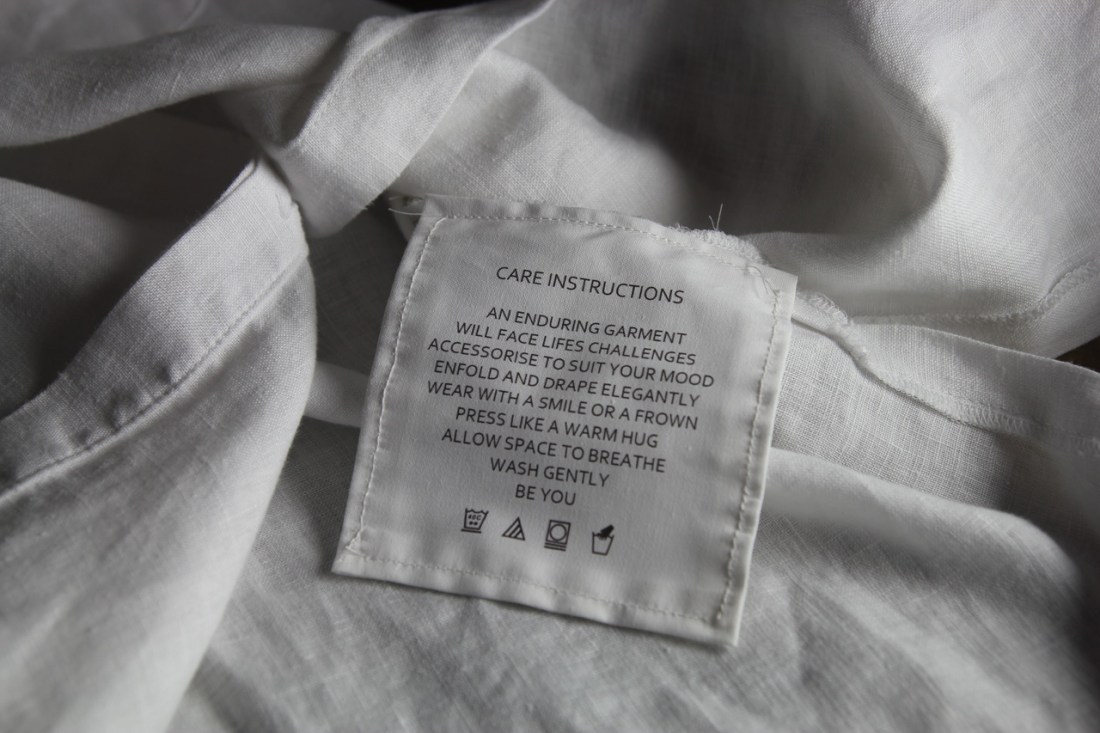 CARE INSTRUCTIONS
AN ENDURING GARMENT
WILL FACE LIFES CHALLENGES
ACCESSORISE TO SUIT YOUR MOOD
ENFOLD AND DRAPE ELEGANTLY
WEAR WITH A SMILE OR A FROWN
PRESS LIKE A WARM HUG
ALLOW SPACE TO BREATHE
WASH GENTLY
BE YOU